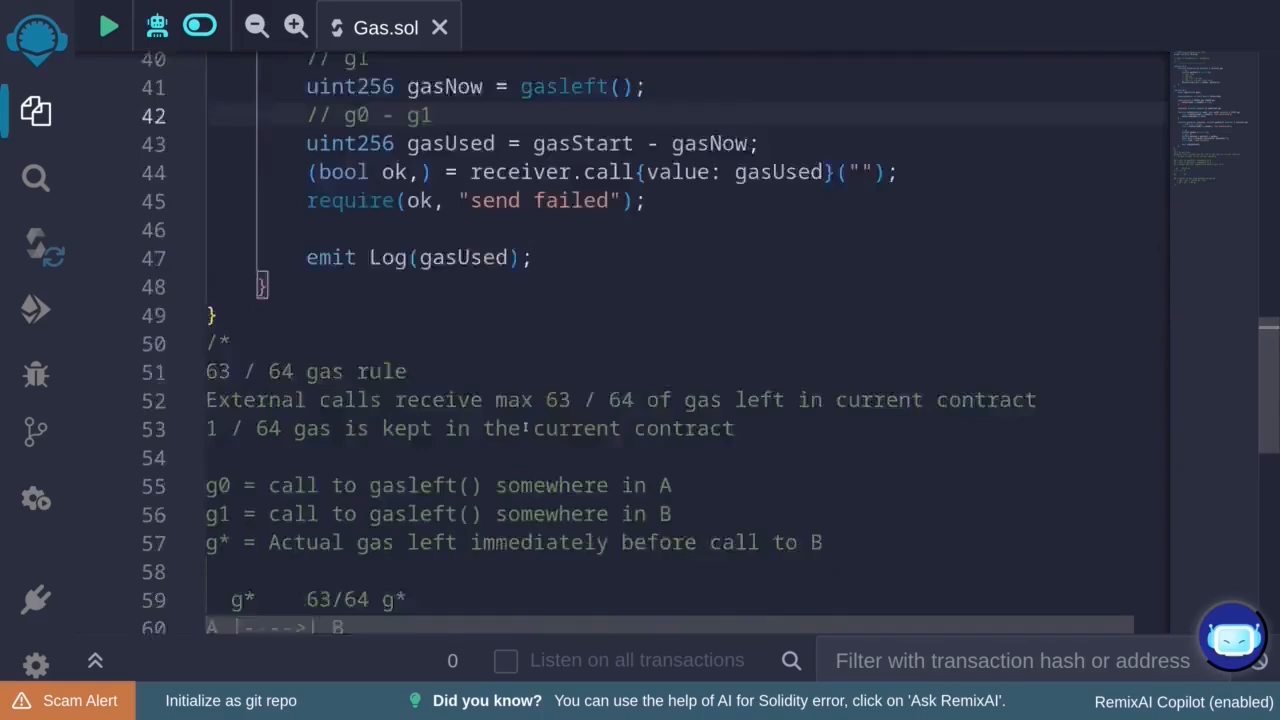 Gas.sol
40 // g1
41 uint256 gasNow = gasleft();
42 // g0 - g1
43 uint256 gasUsed = gasStart - gasNow;
44 (bool ok,) = receiver.call{value: gasUsed}("");
45 require(ok, "send failed");
46
47 emit Log(gasUsed);
48 }
49 }
50 /*
51 63 / 64 gas rule
52 External calls receive max 63 / 64 of gas left in current contract
53 1 / 64 gas is kept in the current contract
54
55 g0 = call to gasleft() somewhere in A
56 g1 = call to gasleft() somewhere in B
57 g* = Actual gas left immediately before call to B
58
59 g* 63/64 g*
60 A |---->| B
0 Listen on all transactions Filter with transaction hash or address
Scam Alert Initialize as git repo Did you know? You can use the help of AI for Solidity error, click on 'Ask RemixAI'. RemixAI Copilot (enabled)